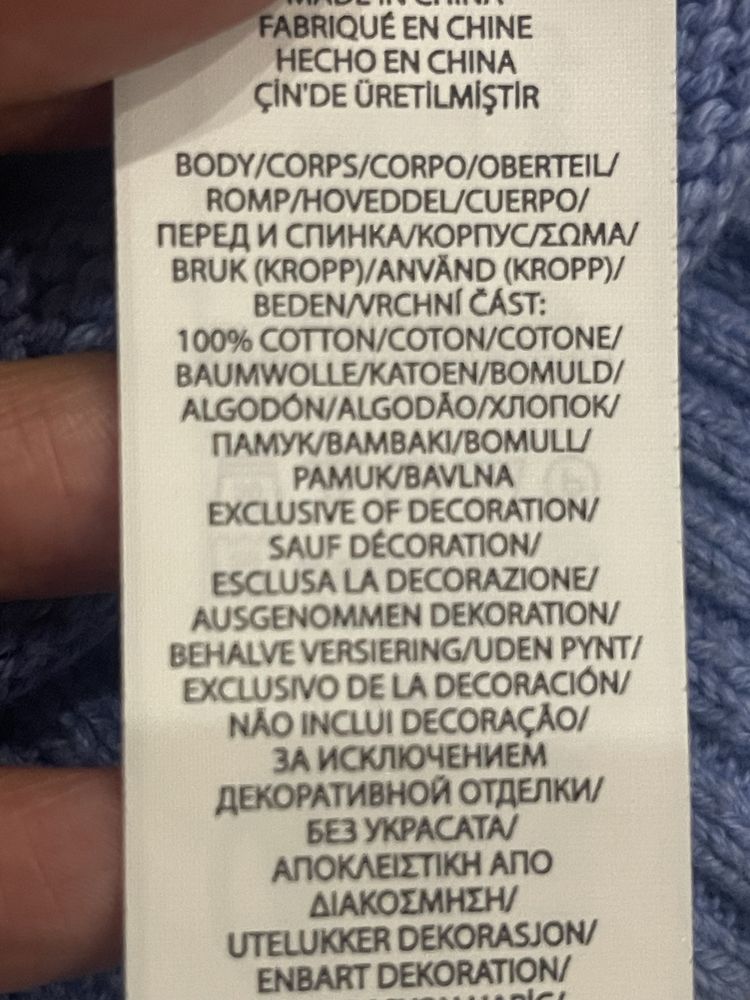 MADE IN CHINA
FABRIQUÉ EN CHINE
HECHO EN CHINA
ÇİN'DE ÜRETİLMİŞTİR
BODY/CORPS/CORPO/OBERTEIL/
ROMP/HOVEDDEL/CUERPO/
ПЕРЕД И СПИНКА/КОРПУС/ΣΩΜΑ/
BRUK (KROPP)/ANVÄND (KROPP)/
BEDEN/VRCHNÍ ČÁST:
100% COTTON/COTON/COTONE/
BAUMWOLLE/KATOEN/BOMULD/
ALGODÓN/ALGODÃO/ХЛОПОК/
ПАМУК/ΒΑΜΒΑΚΙ/BOMULL/
PAMUK/BAVLNA
EXCLUSIVE OF DECORATION/
SAUF DÉCORATION/
ESCLUSA LA DECORAZIONE/
AUSGENOMMEN DEKORATION/
BEHALVE VERSIERING/UDEN PYNT/
EXCLUSIVO DE LA DECORACIÓN/
NÃO INCLUI DECORAÇÃO/
ЗА ИСКЛЮЧЕНИЕМ
ДЕКОРАТИВНОЙ ОТДЕЛКИ/
БЕЗ УКРАСАТА/
ΑΠΟΚΛΕΙΣΤΙΚΗ ΑΠΟ
ΔΙΑΚΟΣΜΗΣΗ/
UTELUKKER DEKORASJON/
ENBART DEKORATION/